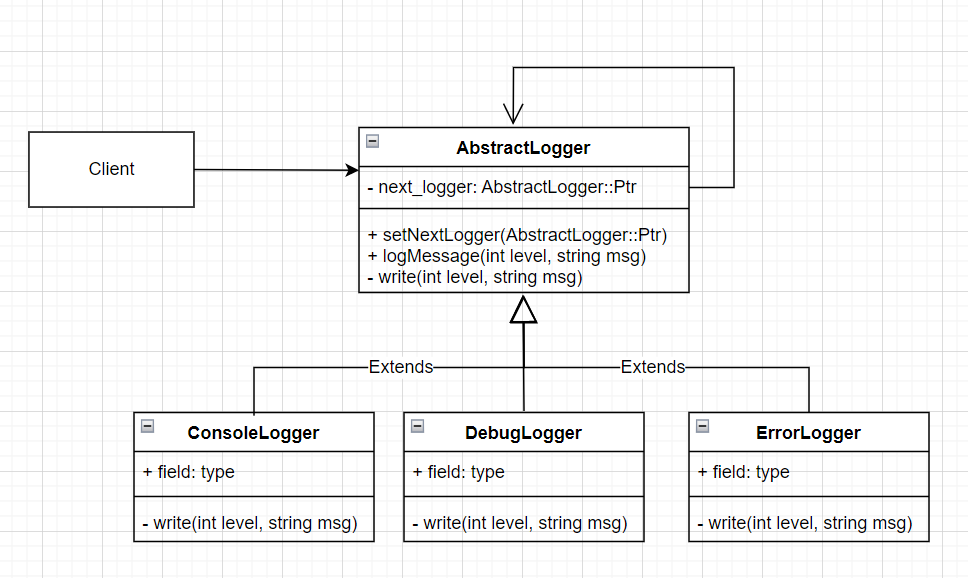 Client
AbstractLogger
- next_logger: AbstractLogger::Ptr
+ setNextLogger(AbstractLogger::Ptr)
+ logMessage(int level, string msg)
- write(int level, string msg)
Extends
Extends
ConsoleLogger
+ field: type
- write(int level, string msg)
DebugLogger
+ field: type
- write(int level, string msg)
ErrorLogger
+ field: type
- write(int level, string msg)